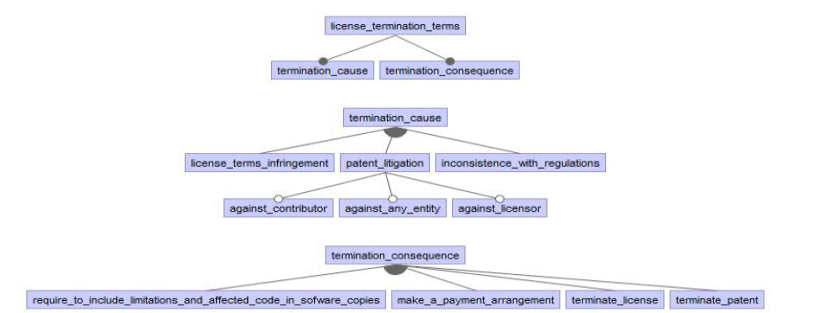 license_termination_terms
termination_cause termination_consequence
termination_cause
license_terms_infringement patent_litigation inconsistence_with_regulations
against_contributor against_any_entity against_licensor
termination_consequence
require_to_include_limitations_and_affected_code_in_sofware_copies make_a_payment_arrangement terminate_license terminate_patent